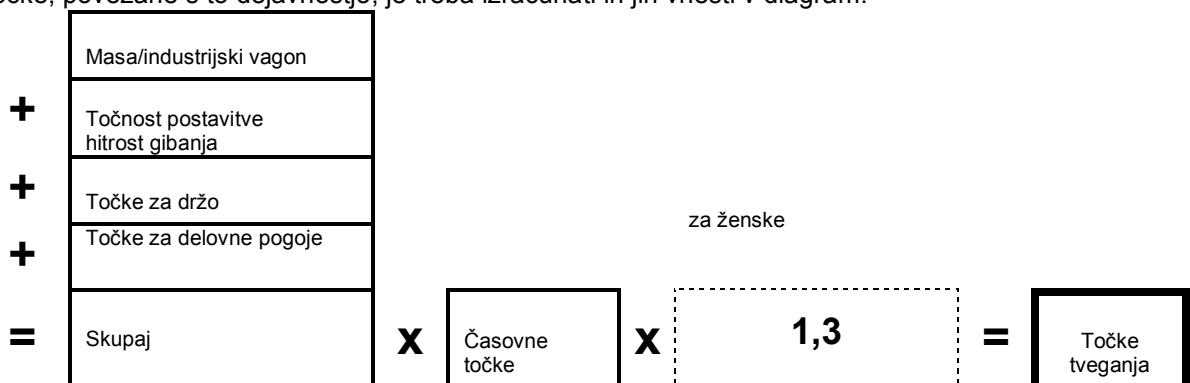 Točke, povezane s to dejavnostjo, je treba izračunati in jih vnesti v diagram.
Masa/industrijski vagon
+
Točnost postavitve
hitrost gibanja
+
Točke za držo
za ženske
+
Točke za delovne pogoje
=
Skupaj
x
Časovne
točke
x
1,3
=
Točke
tveganja